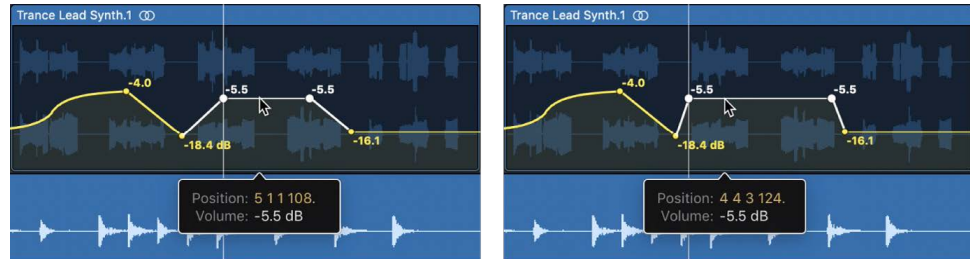 Trance Lead Synth.1
-4.0
-5.5
-5.5
-18.4 dB
-16.1
Position: 5 1 1 108.
Volume: -5.5 dB
Trance Lead Synth.1
-4.0
-5.5
-5.5
-18.4 dB
-16.1
Position: 4 4 3 124.
Volume: -5.5 dB